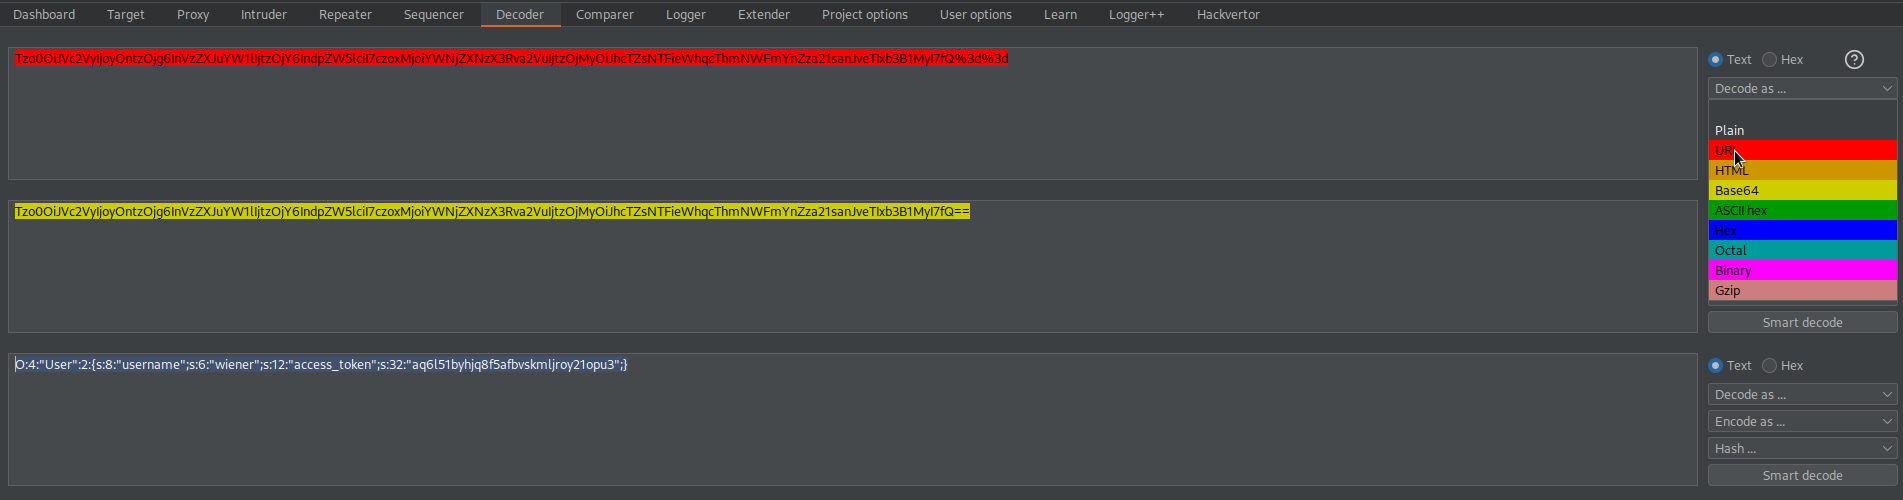 Dashboard Target Proxy Intruder Repeater Sequencer Decoder Comparer Logger Extender Project options User options Learn Logger++ Hackvertor
Tzo0OiJVc2VyIjoyOntzOjg6InVzZXJuYW1lIjtzOjY6IndpZW5lciI7czoxMjoiYWNjZXNzX3Rva2VuIjtzOjMyOiJhcTZsNTFieWhqcThmNWFmYnZza21sanJveTIxb3B1MyI7fQ%3d%3d
Text Hex ?
Decode as ...
Plain
URL
HTML
Base64
ASCII hex
Hex
Octal
Binary
Gzip
Smart decode
Tzo0OiJVc2VyIjoyOntzOjg6InVzZXJuYW1lIjtzOjY6IndpZW5lciI7czoxMjoiYWNjZXNzX3Rva2VuIjtzOjMyOiJhcTZsNTFieWhqcThmNWFmYnZza21sanJveTIxb3B1MyI7fQ==
O:4:"User":2:{s:8:"username";s:6:"wiener";s:12:"access_token";s:32:"aq6l51byhjq8f5afbvskmljroy21opu3";}
Text Hex
Decode as ...
Encode as ...
Hash ...
Smart decode